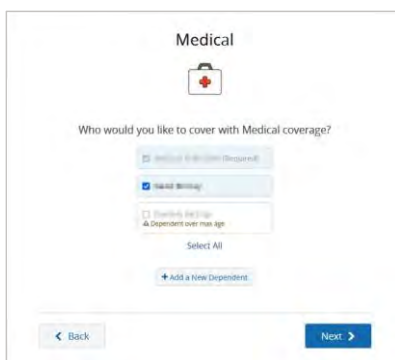 Medical
Who would you like to cover with Medical coverage?
(Required)
Dependent over max age
Select All
+ Add a New Dependent
Back
Next